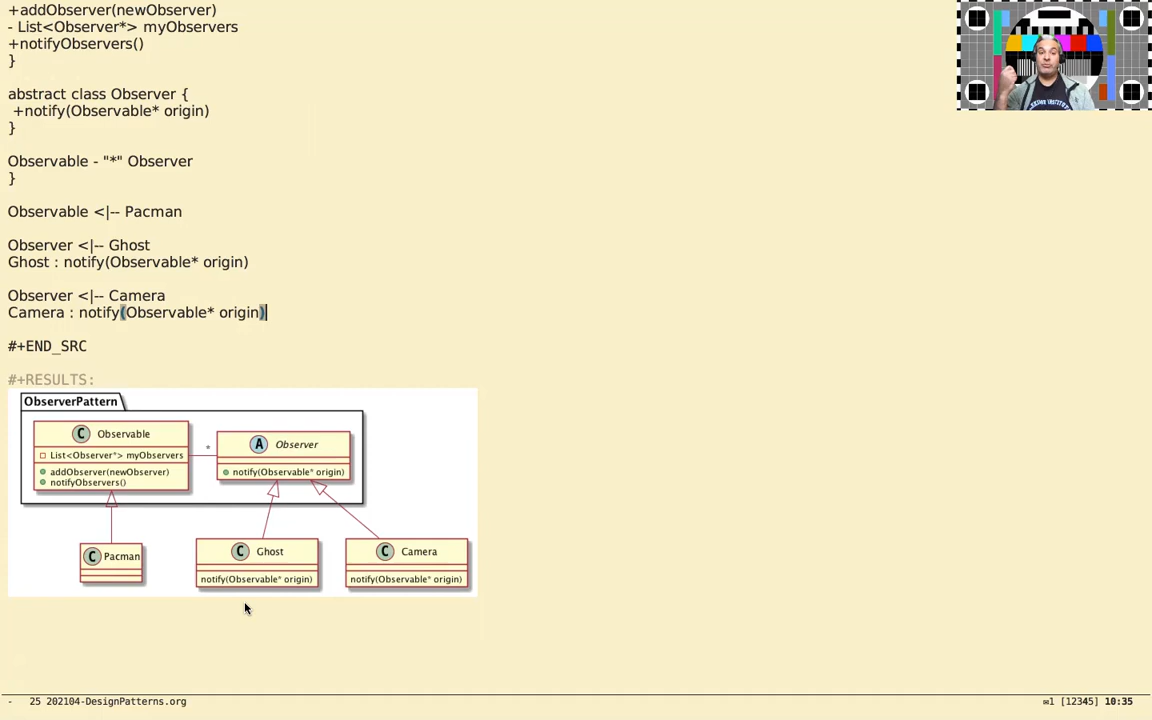 +addObserver(newObserver)
- List<Observer*> myObservers
+notifyObservers()
}
abstract class Observer {
+notify(Observable* origin)
}
Observable - "*" Observer
}
Observable <|-- Pacman
Observer <|-- Ghost
Ghost : notify(Observable* origin)
Observer <|-- Camera
Camera : notify(Observable* origin)
#+END_SRC
#+RESULTS:
ObserverPattern
C Observable
List<Observer*> myObservers
addObserver(newObserver)
notifyObservers()
*
A Observer
notify(Observable* origin)
C Pacman
C Ghost
notify(Observable* origin)
C Camera
notify(Observable* origin)
- 25 202104-DesignPatterns.org
✉1 [12345] 10:35